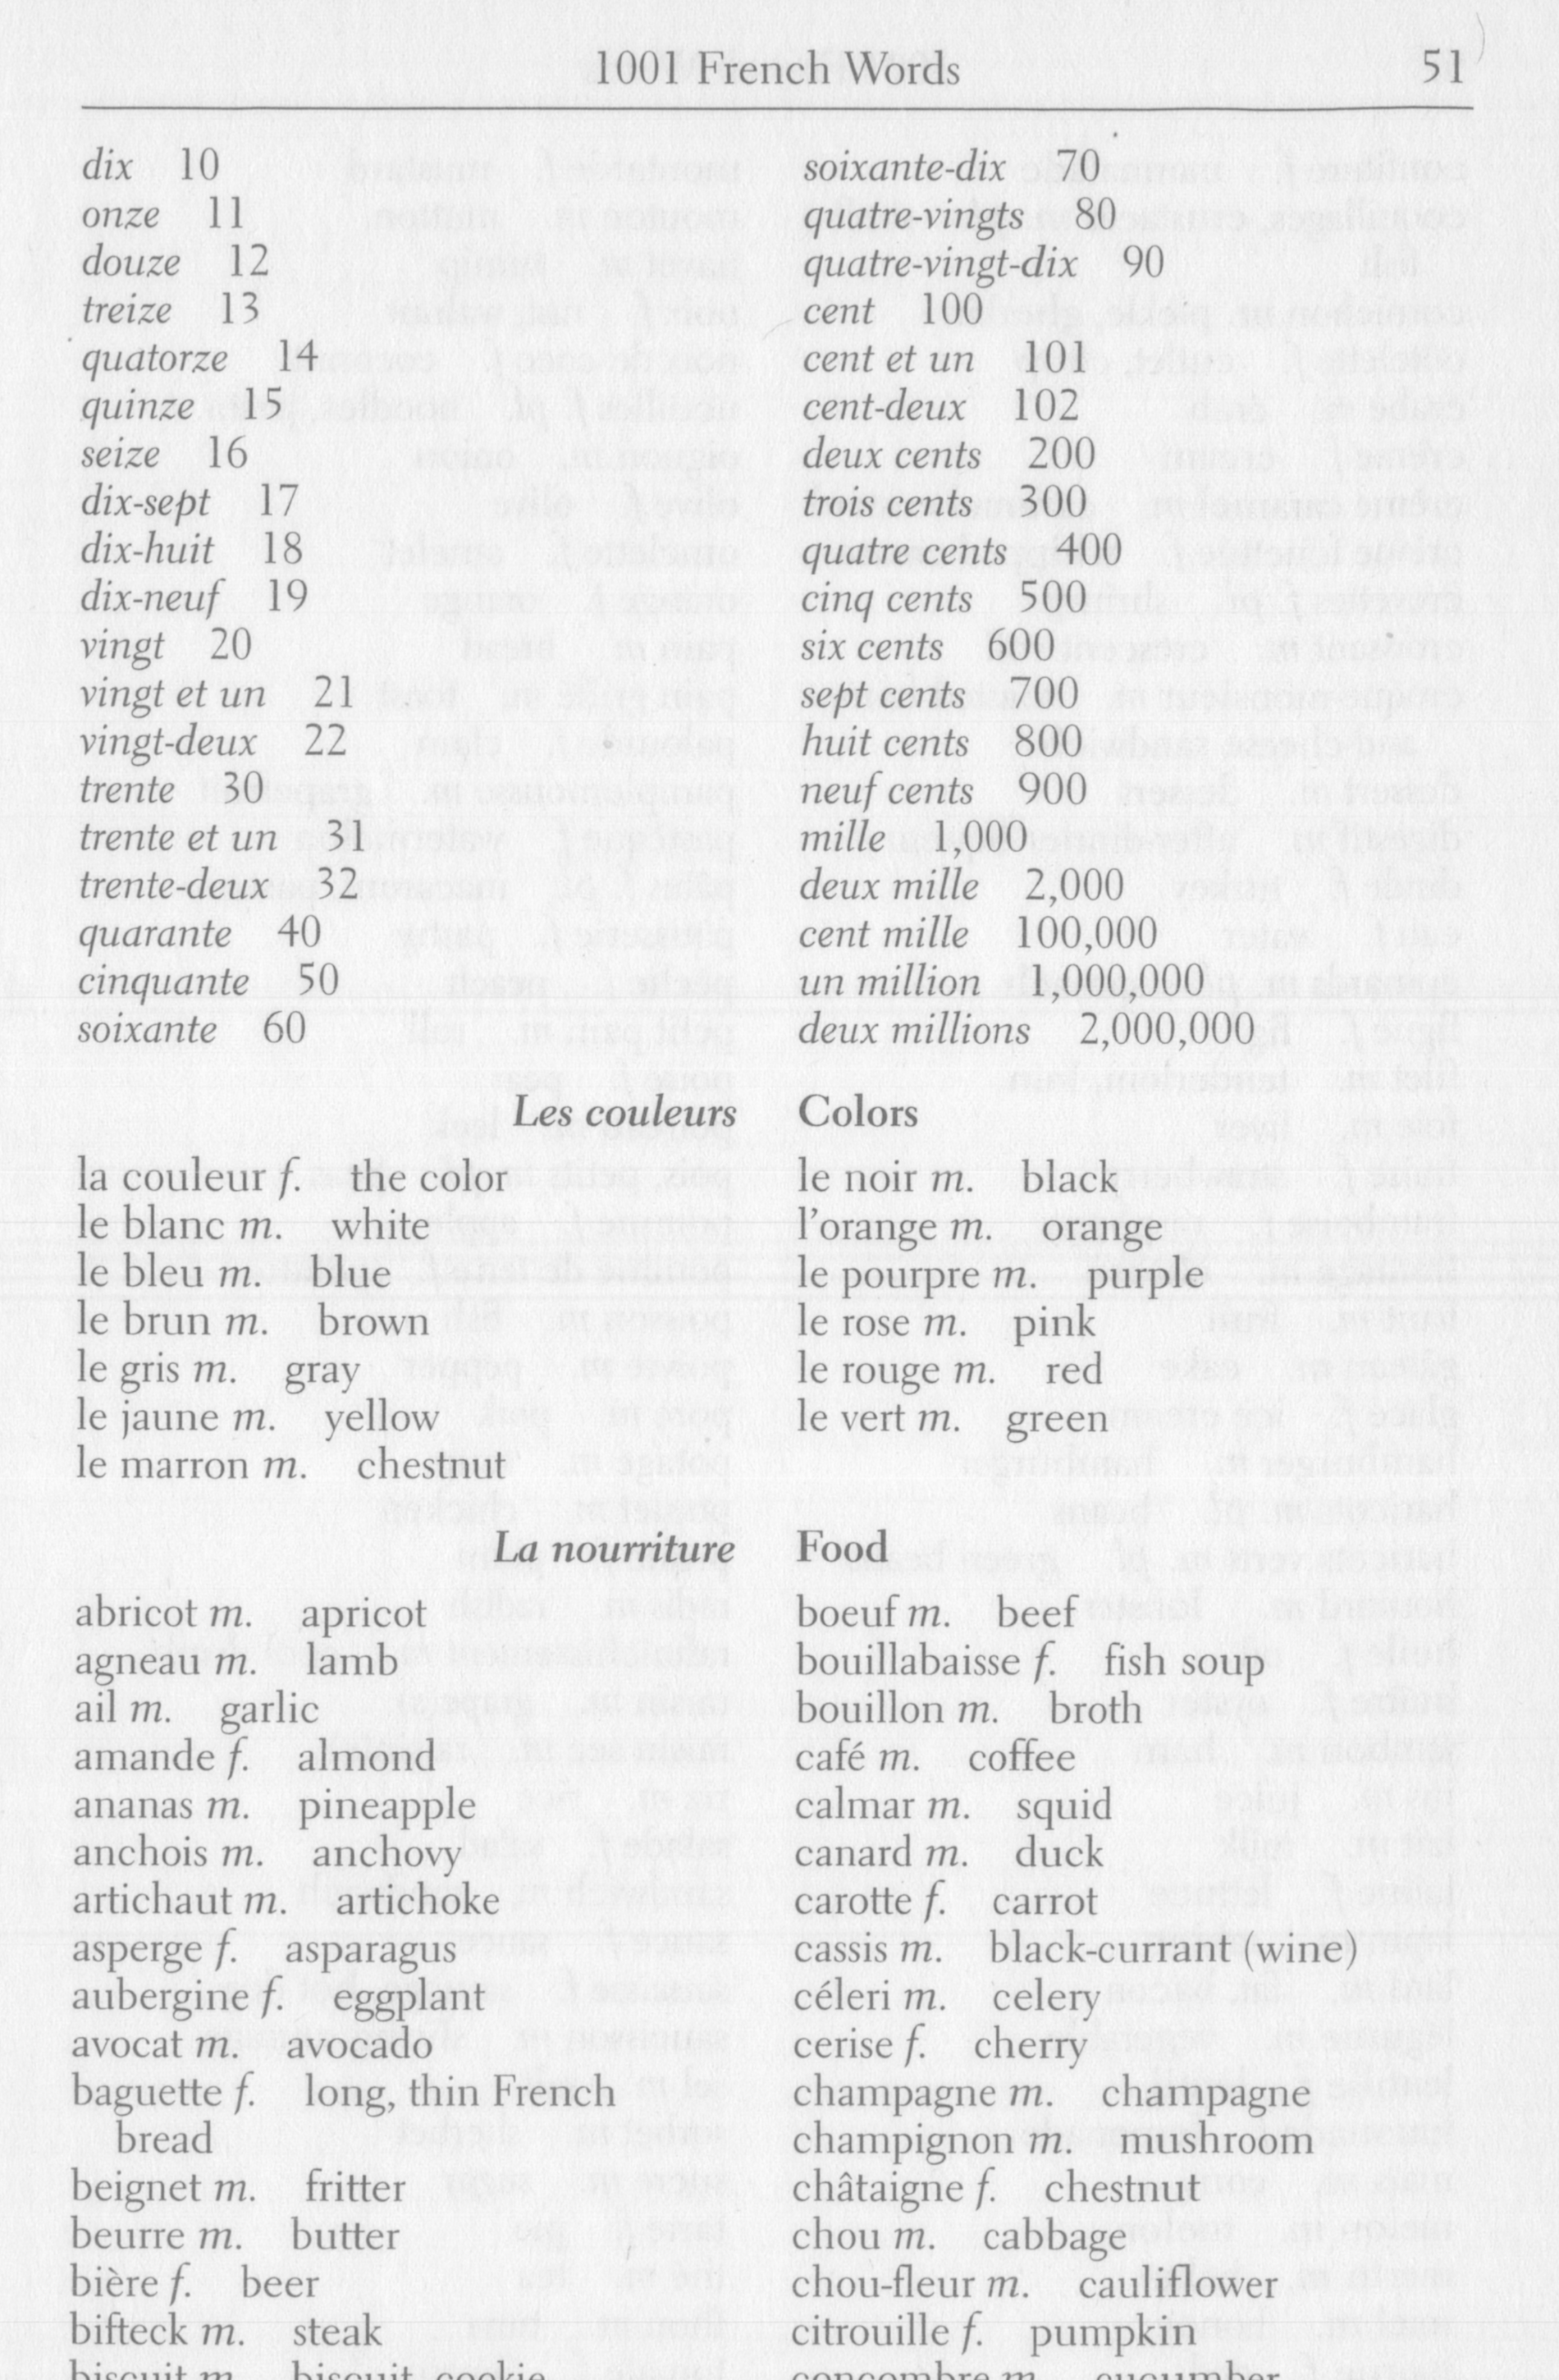 1001 French Words 51
dix 10
onze 11
douze 12
treize 13
quatorze 14
quinze 15
seize 16
dix-sept 17
dix-huit 18
dix-neuf 19
vingt 20
vingt et un 21
vingt-deux 22
trente 30
trente et un 31
trente-deux 32
quarante 40
cinquante 50
soixante 60
soixante-dix 70
quatre-vingts 80
quatre-vingt-dix 90
cent 100
cent et un 101
cent-deux 102
deux cents 200
trois cents 300
quatre cents 400
cinq cents 500
six cents 600
sept cents 700
huit cents 800
neuf cents 900
mille 1,000
deux mille 2,000
cent mille 100,000
un million 1,000,000
deux millions 2,000,000
Les couleurs Colors
la couleur f. the color
le blanc m. white
le bleu m. blue
le brun m. brown
le gris m. gray
le jaune m. yellow
le marron m. chestnut
le noir m. black
l'orange m. orange
le pourpre m. purple
le rose m. pink
le rouge m. red
le vert m. green
La nourriture Food
abricot m. apricot
agneau m. lamb
ail m. garlic
amande f. almond
ananas m. pineapple
anchois m. anchovy
artichaut m. artichoke
asperge f. asparagus
aubergine f. eggplant
avocat m. avocado
baguette f. long, thin French
bread
beignet m. fritter
beurre m. butter
bière f. beer
bifteck m. steak
biscuit m. biscuit, cookie
boeuf m. beef
bouillabaisse f. fish soup
bouillon m. broth
café m. coffee
calmar m. squid
canard m. duck
carotte f. carrot
cassis m. black-currant (wine)
céleri m. celery
cerise f. cherry
champagne m. champagne
champignon m. mushroom
châtaigne f. chestnut
chou m. cabbage
chou-fleur m. cauliflower
citrouille f. pumpkin
concombre m. cucumber